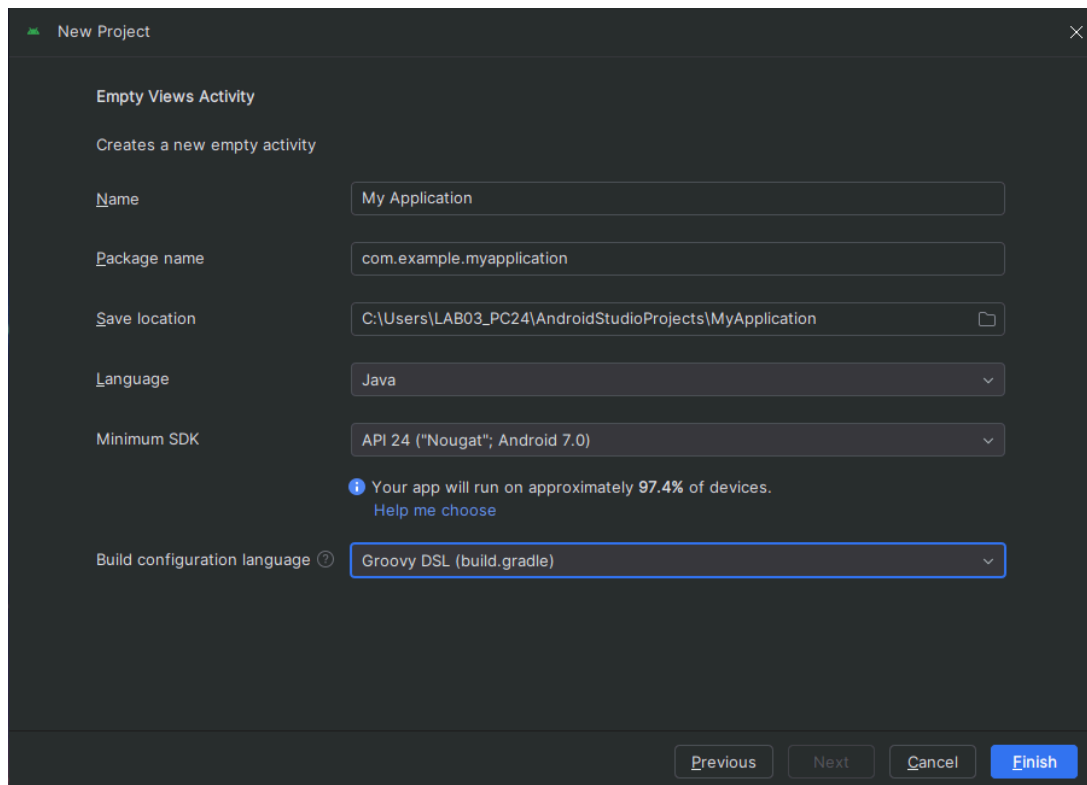 New Project
Empty Views Activity
Creates a new empty activity
Name My Application
Package name com.example.myapplication
Save location C:\Users\LAB03_PC24\AndroidStudioProjects\MyApplication
Language Java
Minimum SDK API 24 ("Nougat"; Android 7.0)
Your app will run on approximately 97.4% of devices.
Help me choose
Build configuration language ? Groovy DSL (build.gradle)
Previous Next Cancel Finish